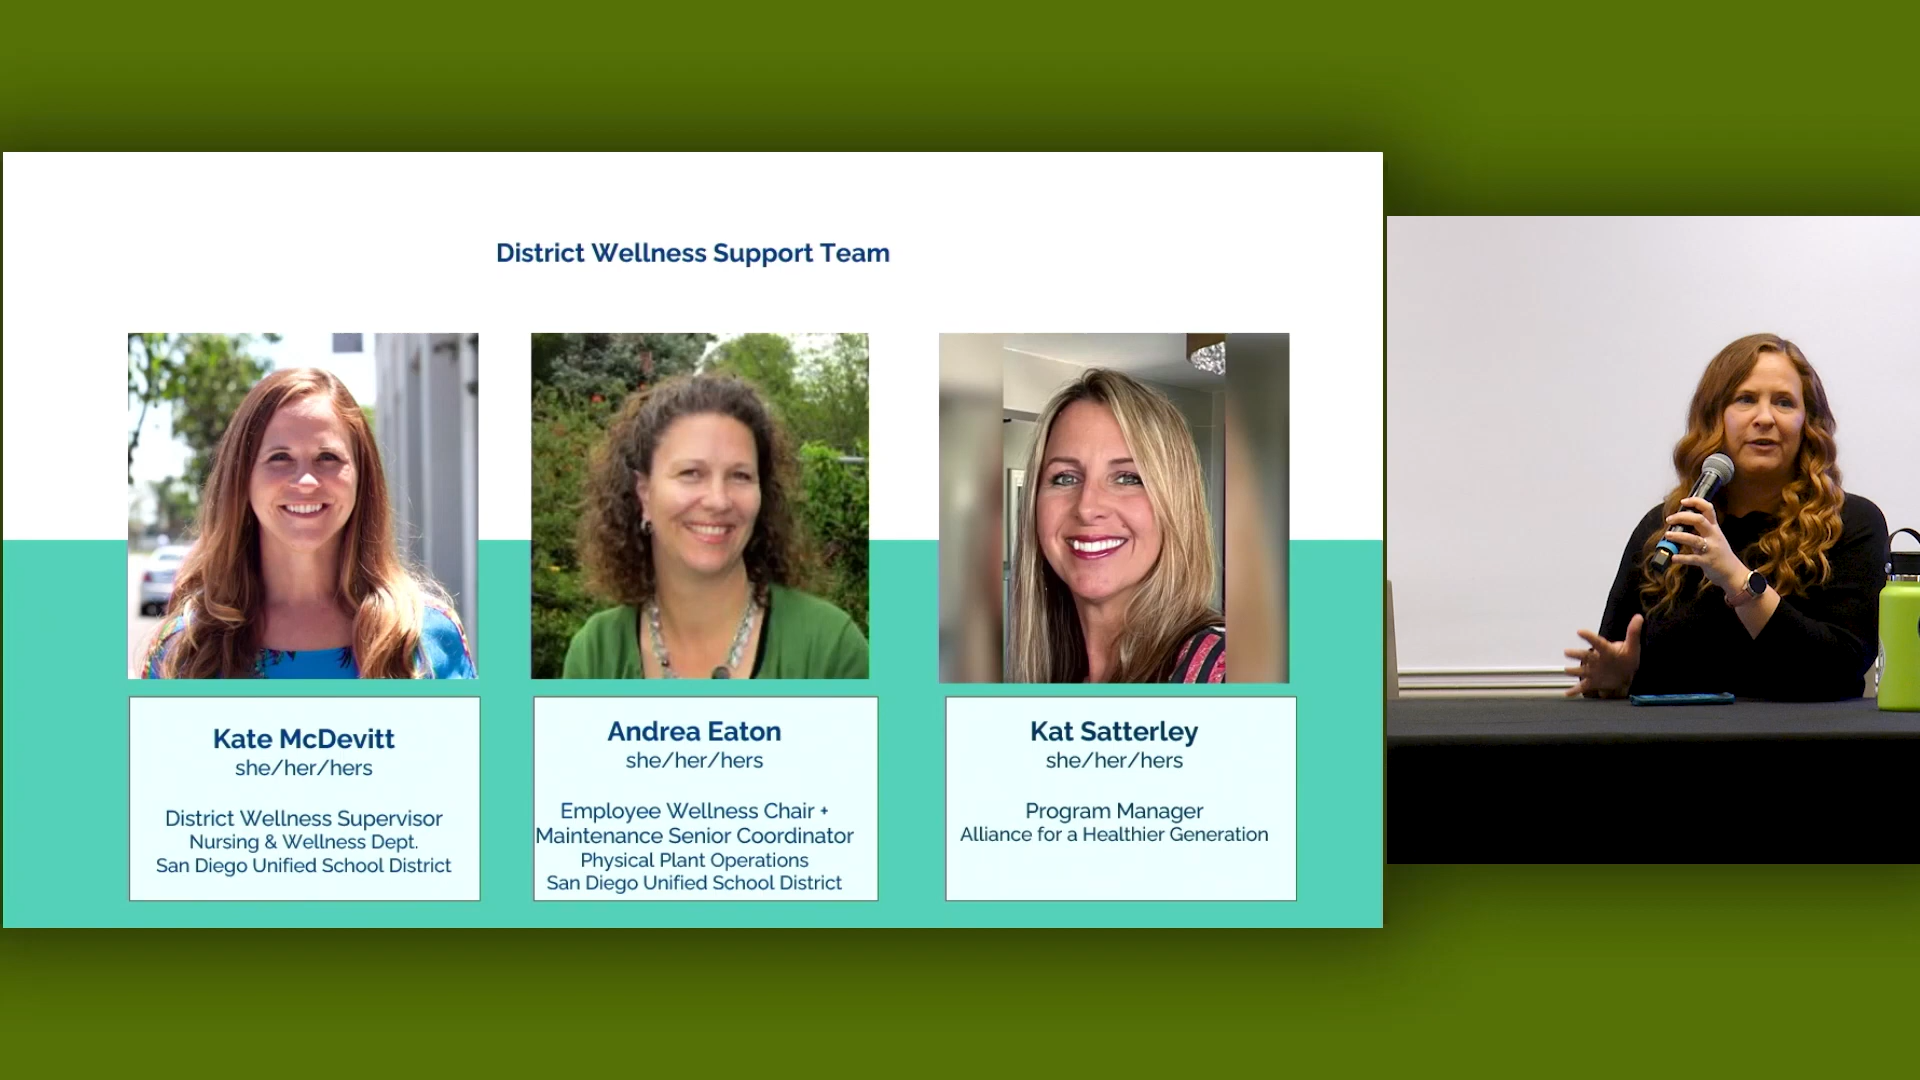 District Wellness Support Team
Kate McDevitt
she/her/hers
District Wellness Supervisor
Nursing & Wellness Dept.
San Diego Unified School District
Andrea Eaton
she/her/hers
Employee Wellness Chair +
Maintenance Senior Coordinator
Physical Plant Operations
San Diego Unified School District
Kat Satterley
she/her/hers
Program Manager
Alliance for a Healthier Generation